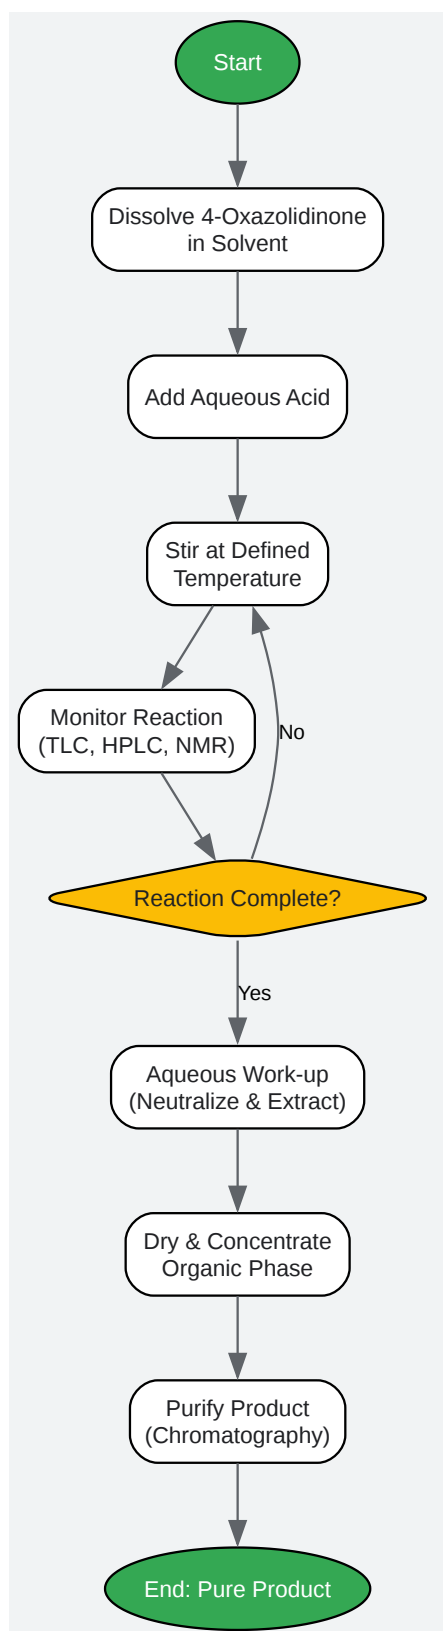 Start
Dissolve 4-Oxazolidinone
in Solvent
Add Aqueous Acid
Stir at Defined
Temperature
Monitor Reaction
(TLC, HPLC, NMR)
No
Reaction Complete?
Yes
Aqueous Work-up
(Neutralize & Extract)
Dry & Concentrate
Organic Phase
Purify Product
(Chromatography)
End: Pure Product